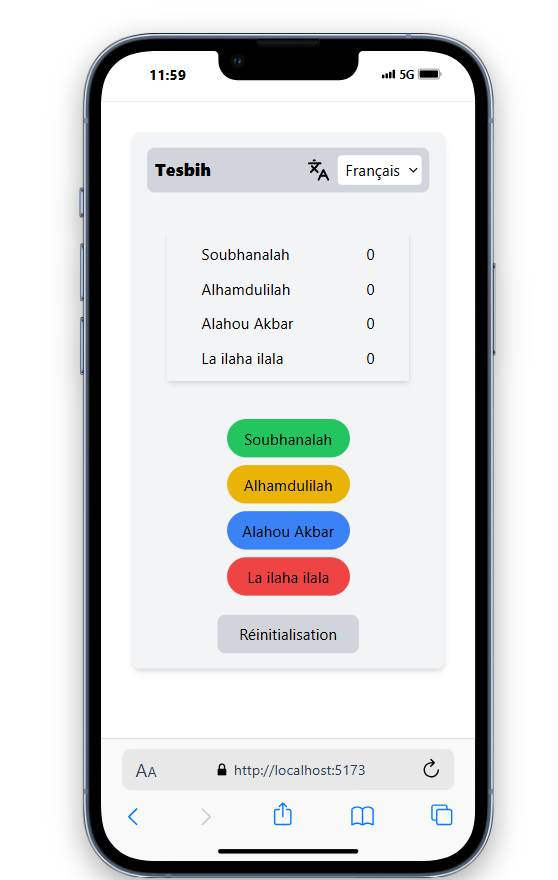 11:59 5G
Tesbih Français
Soubhanalah 0
Alhamdulilah 0
Alahou Akbar 0
La ilaha ilala 0
Soubhanalah
Alhamdulilah
Alahou Akbar
La ilaha ilala
Réinitialisation
AA http://localhost:5173